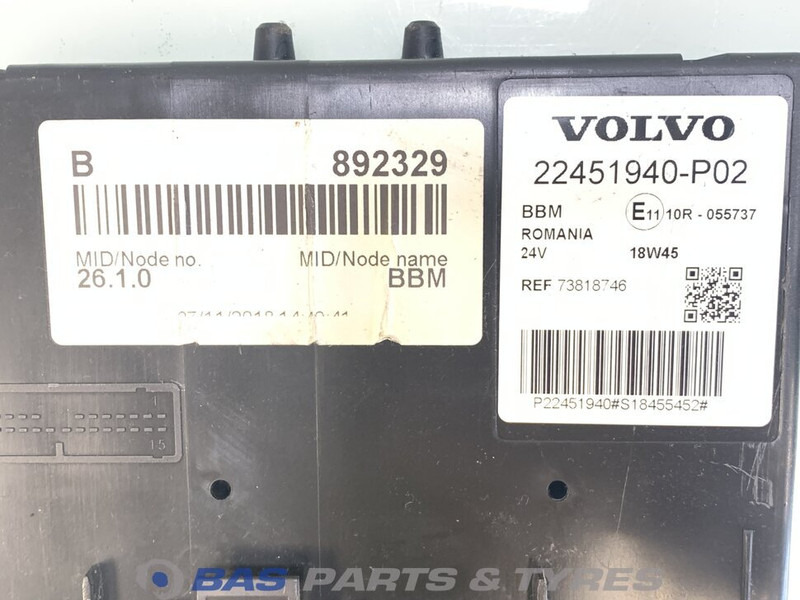 B 892329
MID/Node no. MID/Node name
26.1.0 BBM
VOLVO
22451940-P02
BBM E11 10R - 055737
ROMANIA
24V 18W45
REF 73818746
P22451940#S18455452#
1
15
BAS PARTS & TYRES